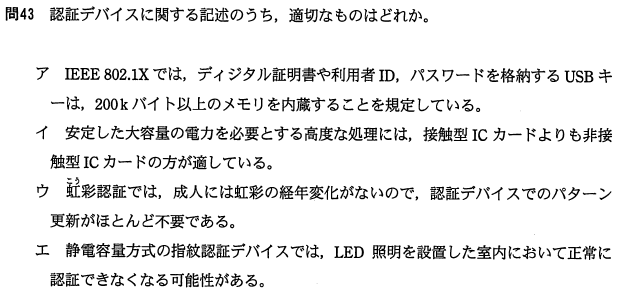 問43 認証デバイスに関する記述のうち，適切なものはどれか。
ア IEEE 802.1X では，ディジタル証明書や利用者 ID，パスワードを格納する USB キ
ーは，200k バイト以上のメモリを内蔵することを規定している。
イ 安定した大容量の電力を必要とする高度な処理には，接触型 IC カードよりも非接
触型 IC カードの方が適している。
こう
ウ 虹彩認証では，成人には虹彩の経年変化がないので，認証デバイスでのパターン
更新がほとんど不要である。
エ 静電容量方式の指紋認証デバイスでは，LED 照明を設置した室内において正常に
認証できなくなる可能性がある。